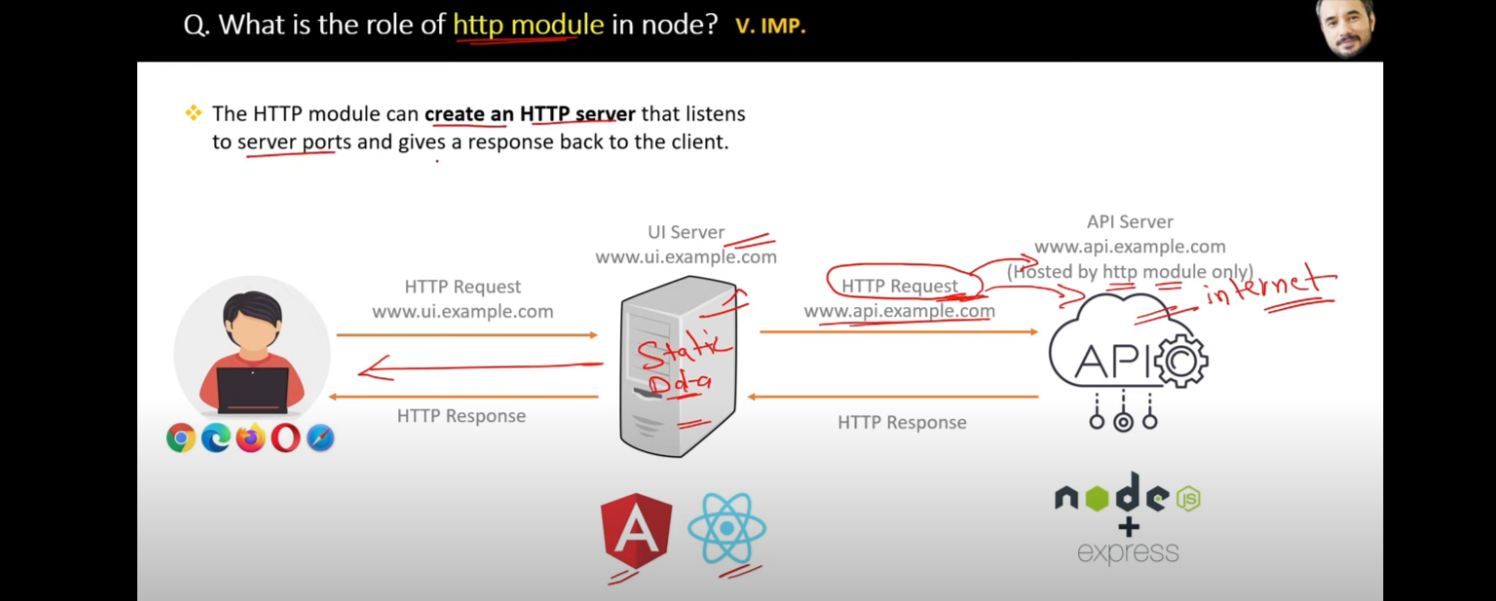 Q. What is the role of http module in node? V. IMP.
❖ The HTTP module can create an HTTP server that listens
to server ports and gives a response back to the client.
HTTP Request
www.ui.example.com
HTTP Response
UI Server
www.ui.example.com
Static
Data
HTTP Request
www.api.example.com
HTTP Response
API Server
www.api.example.com
(Hosted by http module only)
internet
API
A
node JS
+
express